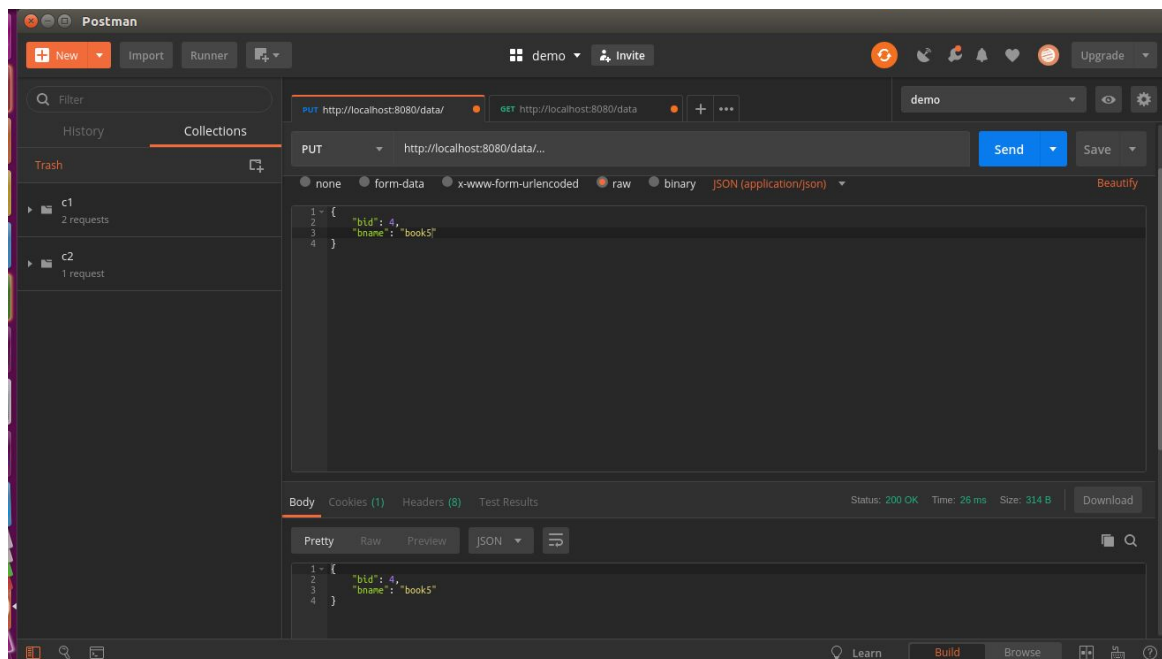 Postman
New Import Runner demo Invite Upgrade
Filter
History Collections
Trash
c1
2 requests
c2
1 request
PUT http://localhost:8080/data/ GET http://localhost:8080/data + ••• demo
PUT http://localhost:8080/data/... Send Save
none form-data x-www-form-urlencoded raw binary JSON (application/json) Beautify
1 {
2 "bid": 4,
3 "bname": "book5"
4 }
Body Cookies (1) Headers (8) Test Results Status: 200 OK Time: 26 ms Size: 314 B Download
Pretty Raw Preview JSON
1 {
2 "bid": 4,
3 "bname": "book5"
4 }
Learn Build Browse